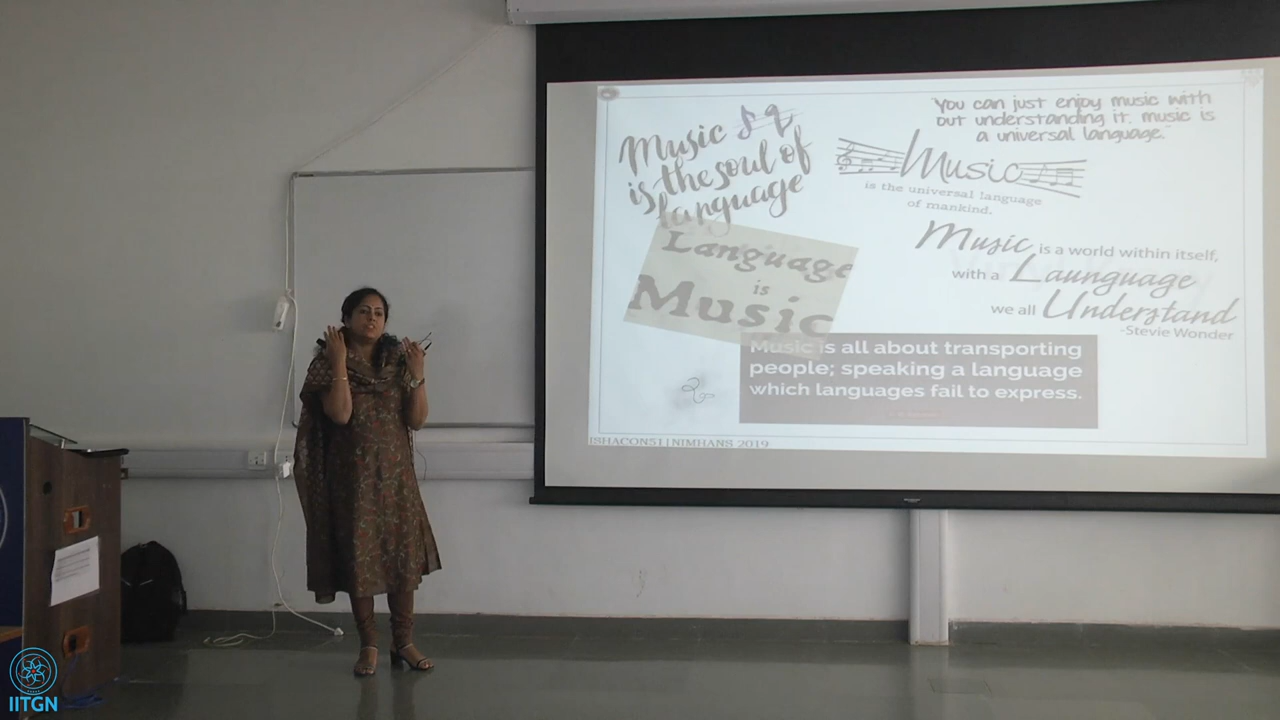 Music
is the soul of
language
You can just enjoy music with
out understanding it. music is
a universal language."
Music
is the universal language
of mankind.
Language
is
Music
Music is a world within itself,
with a Launguage
we all Understand
-Stevie Wonder
Music is all about transporting
people; speaking a language
which languages fail to express.
ISHACON51|NIMHANS 2019
IITGN